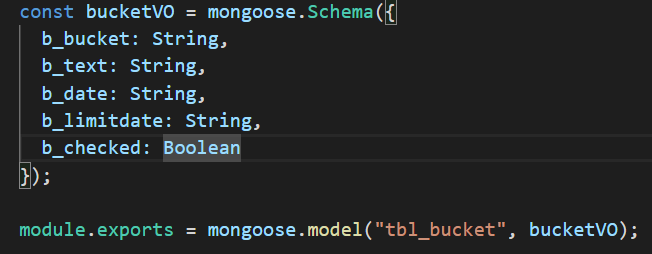 const bucketVO = mongoose.Schema({
  b_bucket: String,
  b_text: String,
  b_date: String,
  b_limitdate: String,
  b_checked: Boolean
});

module.exports = mongoose.model("tbl_bucket", bucketVO);